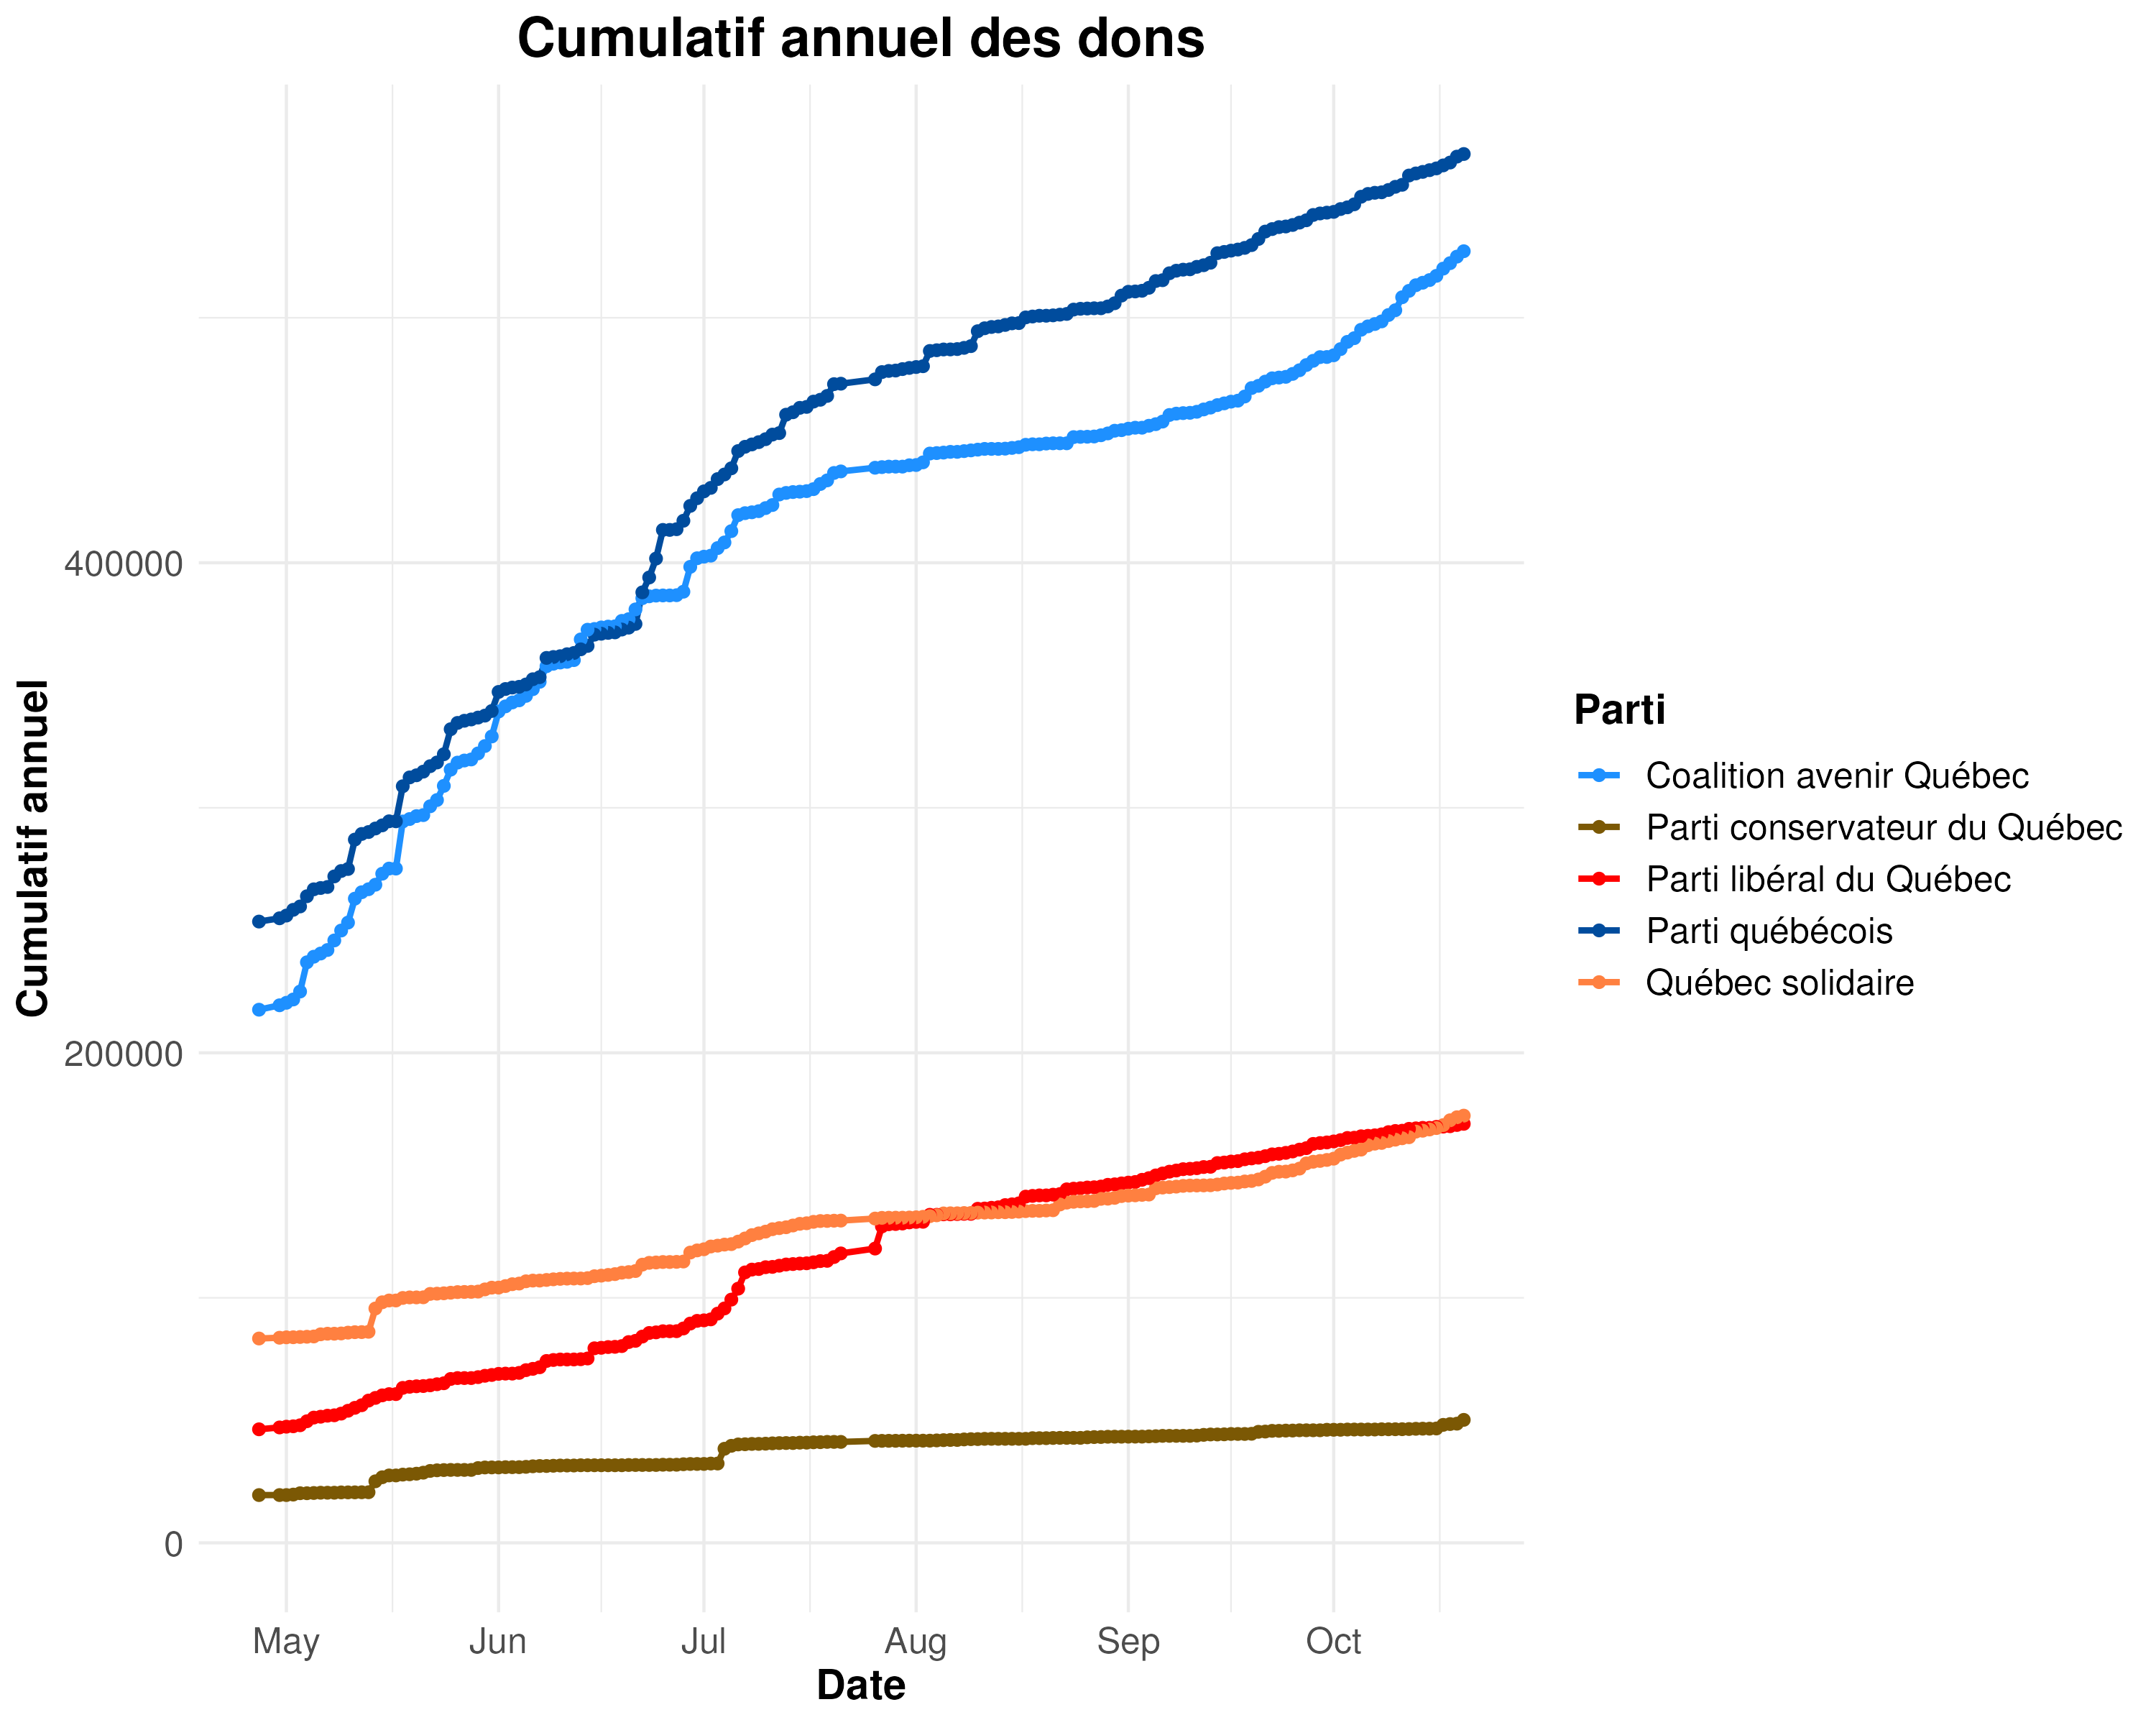 Cumulatif annuel des dons
Cumulatif annuel
400000
200000
0
May Jun Jul Aug Sep Oct
Date
Parti
Coalition avenir Québec
Parti conservateur du Québec
Parti libéral du Québec
Parti québécois
Québec solidaire